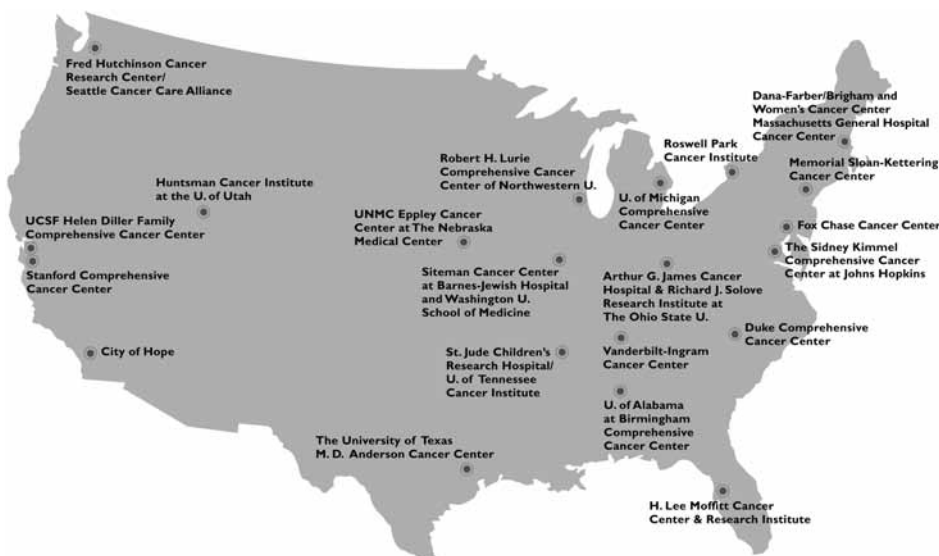 Fred Hutchinson Cancer
Research Center/
Seattle Cancer Care Alliance
Dana-Farber/Brigham and
Women's Cancer Center
Massachusetts General Hospital
Cancer Center
Roswell Park
Cancer Institute
Robert H. Lurie
Comprehensive Cancer
Center of Northwestern U.
Memorial Sloan-Kettering
Cancer Center
Huntsman Cancer Institute
at the U. of Utah
U. of Michigan
Comprehensive
Cancer Center
UCSF Helen Diller Family
Comprehensive Cancer Center
UNMC Eppley Cancer
Center at The Nebraska
Medical Center
Fox Chase Cancer Center
The Sidney Kimmel
Comprehensive Cancer
Center at Johns Hopkins
Stanford Comprehensive
Cancer Center
Siteman Cancer Center
at Barnes-Jewish Hospital
and Washington U.
School of Medicine
Arthur G. James Cancer
Hospital & Richard J. Solove
Research Institute at
The Ohio State U.
Duke Comprehensive
Cancer Center
City of Hope
St. Jude Children's
Research Hospital/
U. of Tennessee
Cancer Institute
Vanderbilt-Ingram
Cancer Center
U. of Alabama
at Birmingham
Comprehensive
Cancer Center
The University of Texas
M. D. Anderson Cancer Center
H. Lee Moffitt Cancer
Center & Research Institute